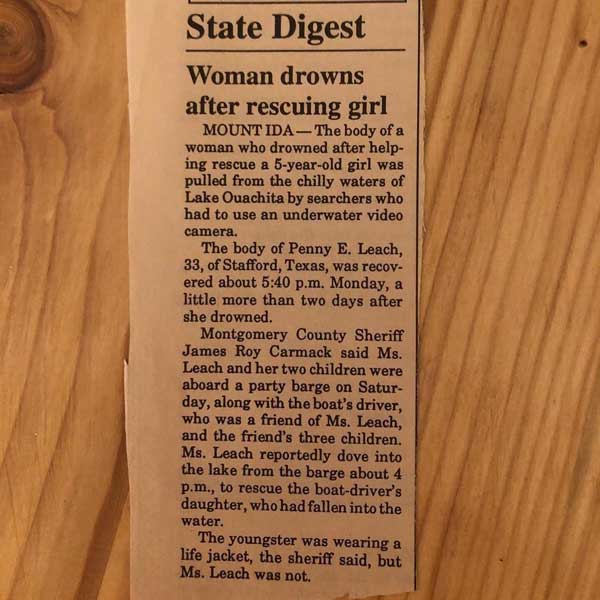 State Digest
Woman drowns
after rescuing girl
MOUNT IDA — The body of a
woman who drowned after help-
ing rescue a 5-year-old girl was
pulled from the chilly waters of
Lake Ouachita by searchers who
had to use an underwater video
camera.
The body of Penny E. Leach,
33, of Stafford, Texas, was recov-
ered about 5:40 p.m. Monday, a
little more than two days after
she drowned.
Montgomery County Sheriff
James Roy Carmack said Ms.
Leach and her two children were
aboard a party barge on Satur-
day, along with the boat's driver,
who was a friend of Ms. Leach,
and the friend's three children.
Ms. Leach reportedly dove into
the lake from the barge about 4
p.m., to rescue the boat-driver's
daughter, who had fallen into the
water.
The youngster was wearing a
life jacket, the sheriff said, but
Ms. Leach was not.